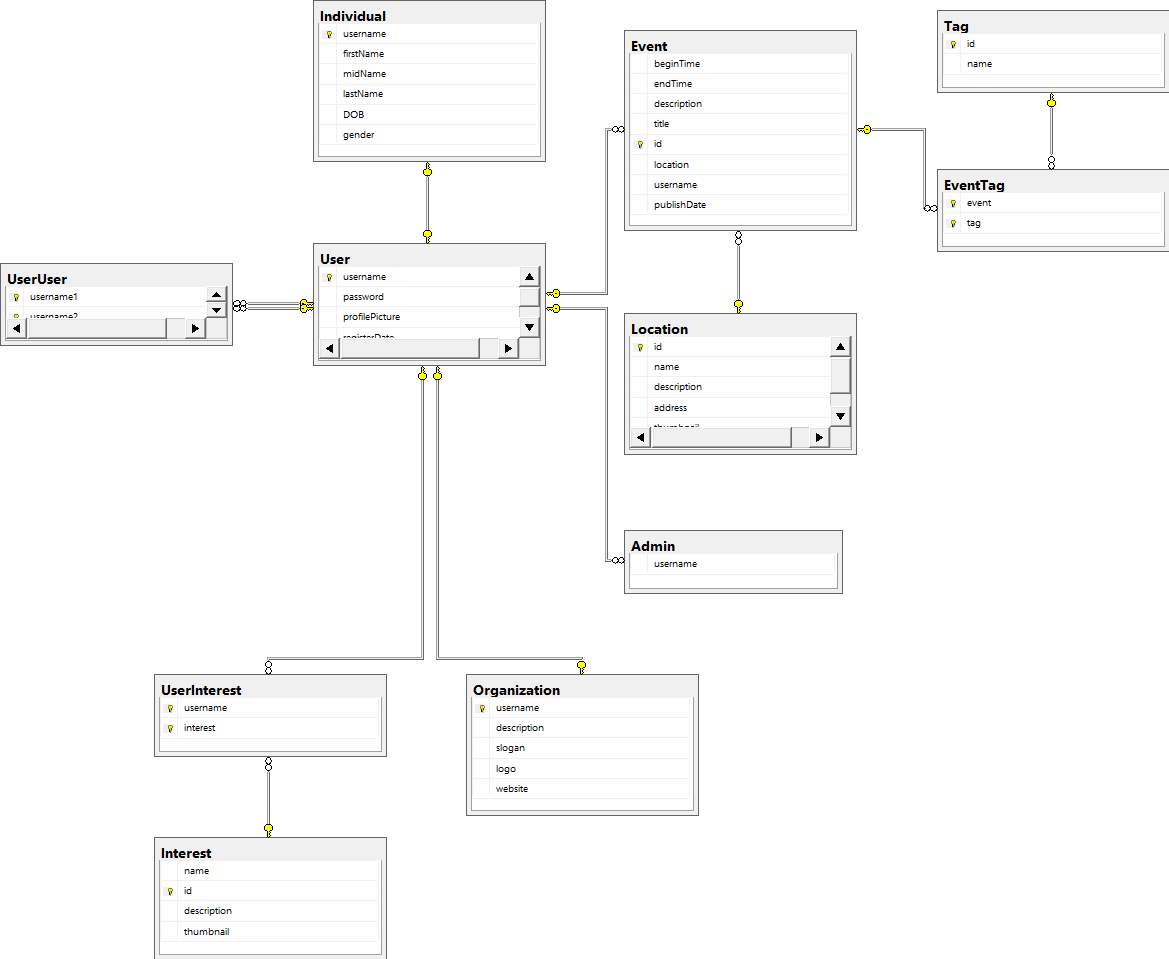 Individual
username
firstName
midName
lastName
DOB
gender
Event
beginTime
endTime
description
title
id
location
username
publishDate
Tag
id
name
EventTag
event
tag
User
username
password
profilePicture
registerDate
UserUser
username1
username2
Location
id
name
description
address
thumbnail
Admin
username
UserInterest
username
interest
Organization
username
description
slogan
logo
website
Interest
name
id
description
thumbnail